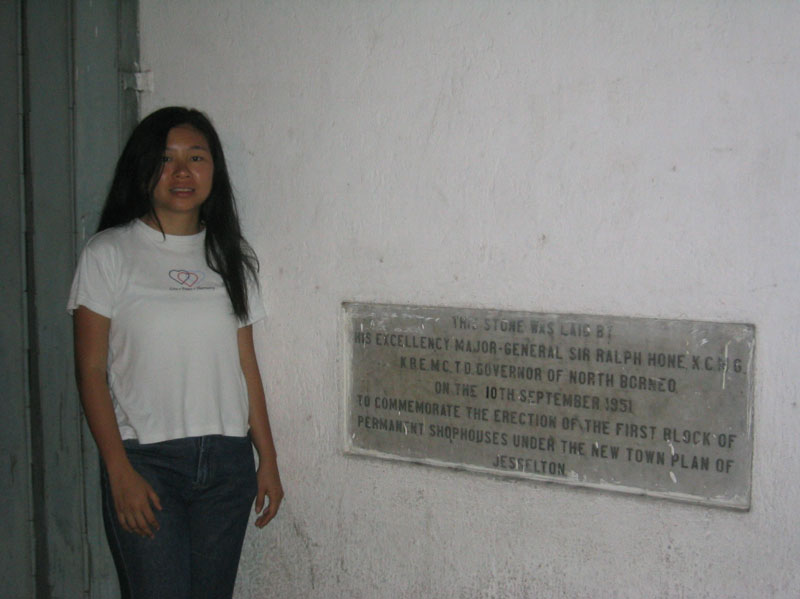 THIS STONE WAS LAID BY
HIS EXCELLENCY MAJOR-GENERAL SIR RALPH HONE, K.C.M.G.
K.B.E. M.C. T.D. GOVERNOR OF NORTH BORNEO,
ON THE 10TH SEPTEMBER 1951
TO COMMEMORATE THE ERECTION OF THE FIRST BLOCK OF
PERMANENT SHOPHOUSES UNDER THE NEW TOWN PLAN OF
JESSELTON